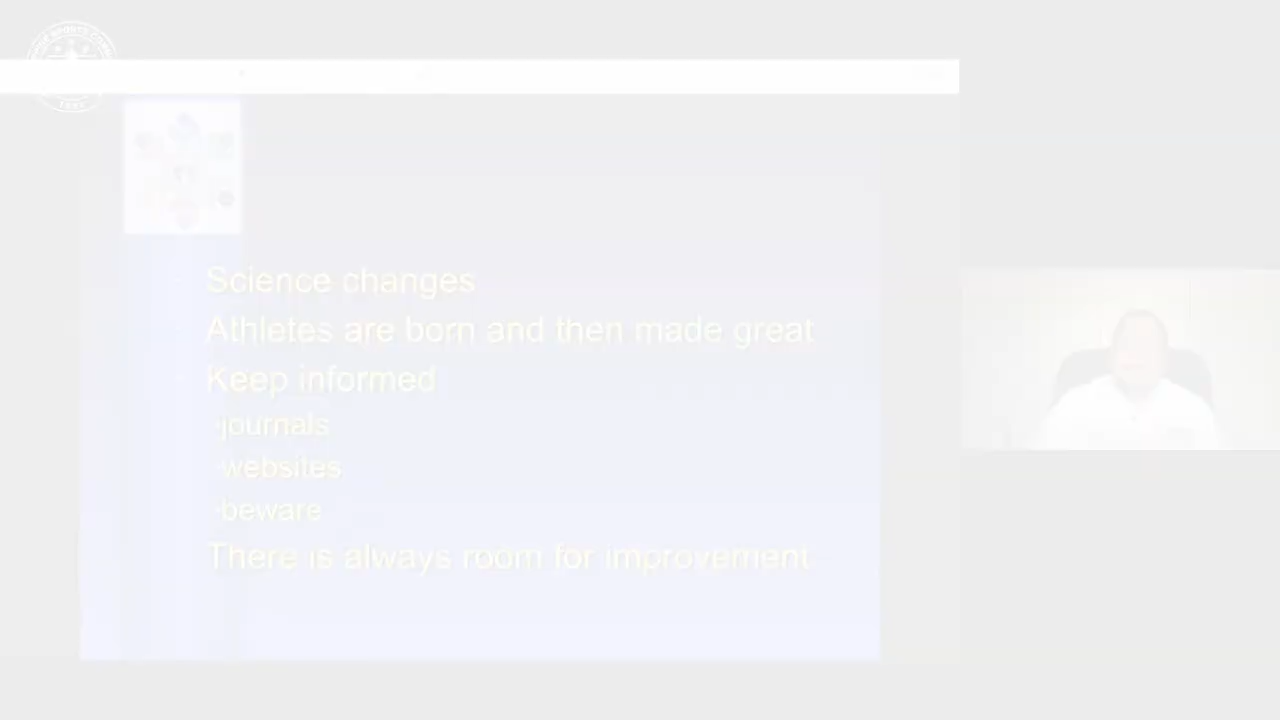 Science changes
Athletes are born and then made great
Keep informed
journals
websites
beware
There is always room for improvement